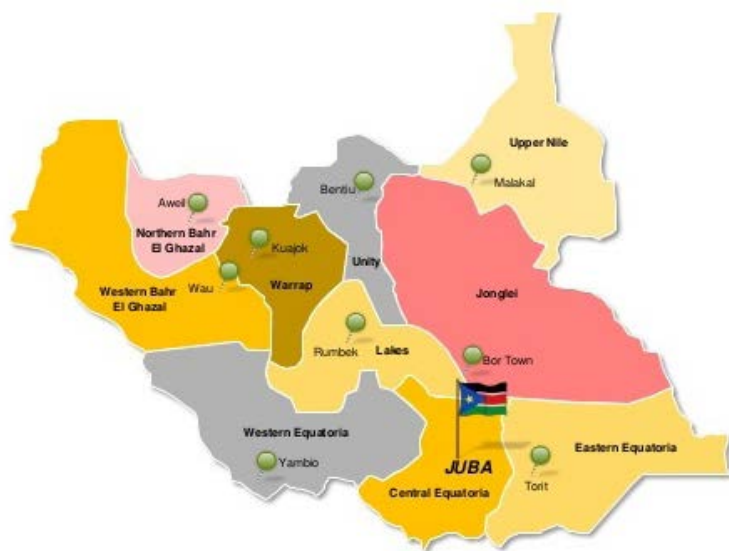 Upper Nile
Malakal
Bentiu
Aweil
Northern Bahr
El Ghazal
Kuajok
Unity
Wau
Warrap
Western Bahr
El Ghazal
Jonglei
Rumbek
Lakes
Bor Town
Western Equatoria
Yambio
JUBA
Central Equatoria
Eastern Equatoria
Torit